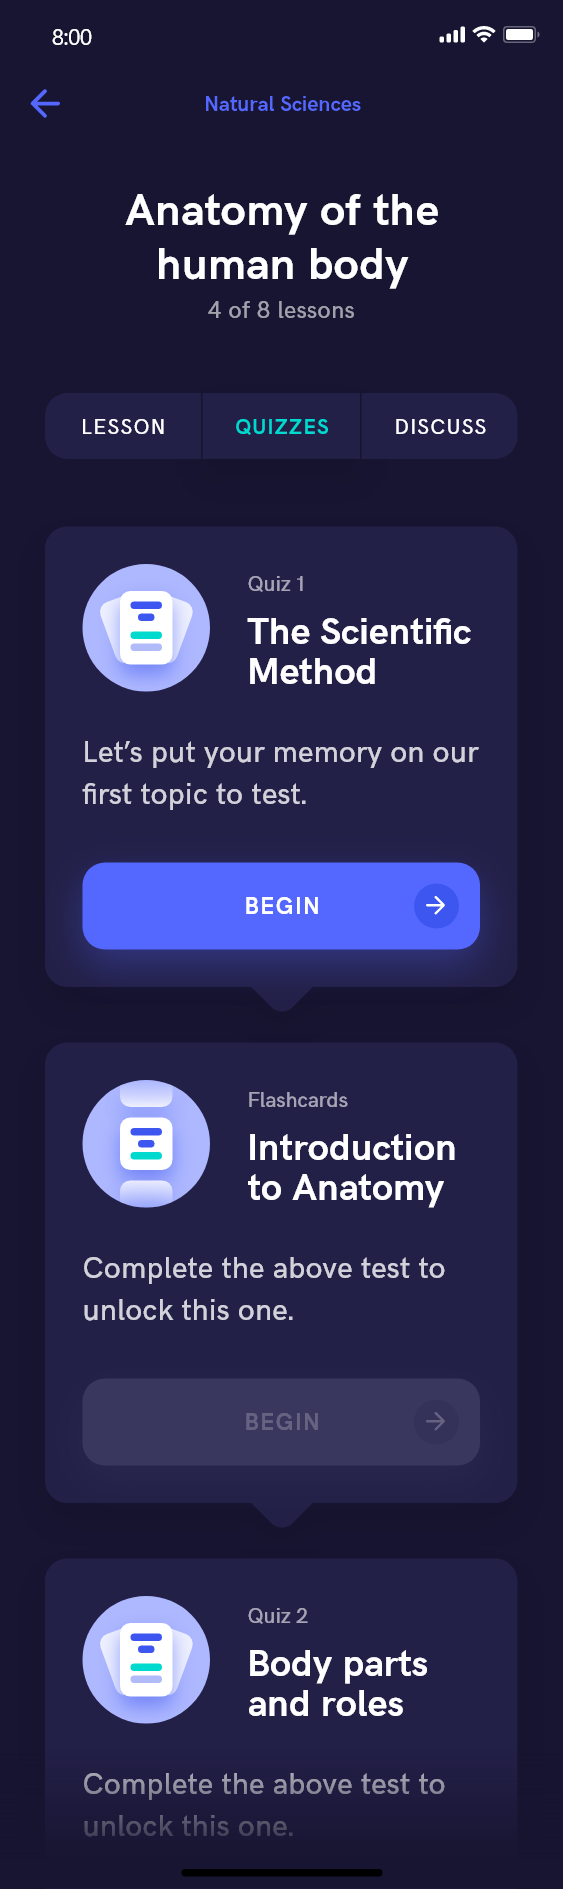 8:00
Natural Sciences
Anatomy of the
human body
4 of 8 lessons
LESSON
QUIZZES
DISCUSS
Quiz 1
The Scientific
Method
Let’s put your memory on our
first topic to test.
BEGIN
Flashcards
Introduction
to Anatomy
Complete the above test to
unlock this one.
BEGIN
Quiz 2
Body parts
and roles
Complete the above test to
unlock this one.